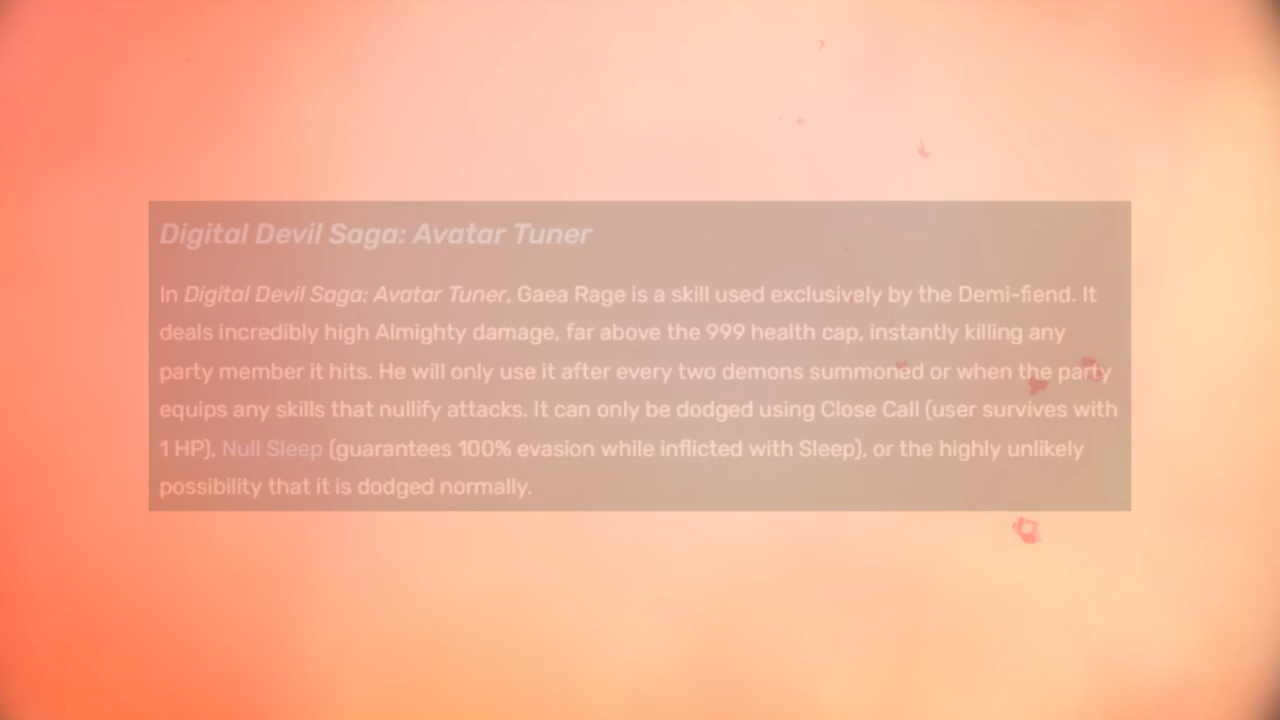 Digital Devil Saga: Avatar Tuner
In Digital Devil Saga: Avatar Tuner, Gaea Rage is a skill used exclusively by the Demi-fiend. It
deals incredibly high Almighty damage, far above the 999 health cap, instantly killing any
party member it hits. He will only use it after every two demons summoned or when the party
equips any skills that nullify attacks. It can only be dodged using Close Call (user survives with
1 HP), Null Sleep (guarantees 100% evasion while inflicted with Sleep), or the highly unlikely
possibility that it is dodged normally.